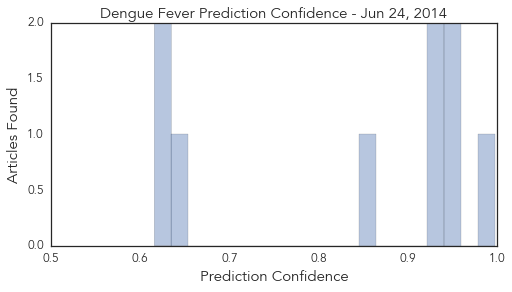 Dengue Fever Prediction Confidence - Jun 24, 2014
2.0
1.5
1.0
0.5
0.0
Articles Found
0.5 0.6 0.7 0.8 0.9 1.0
Prediction Confidence